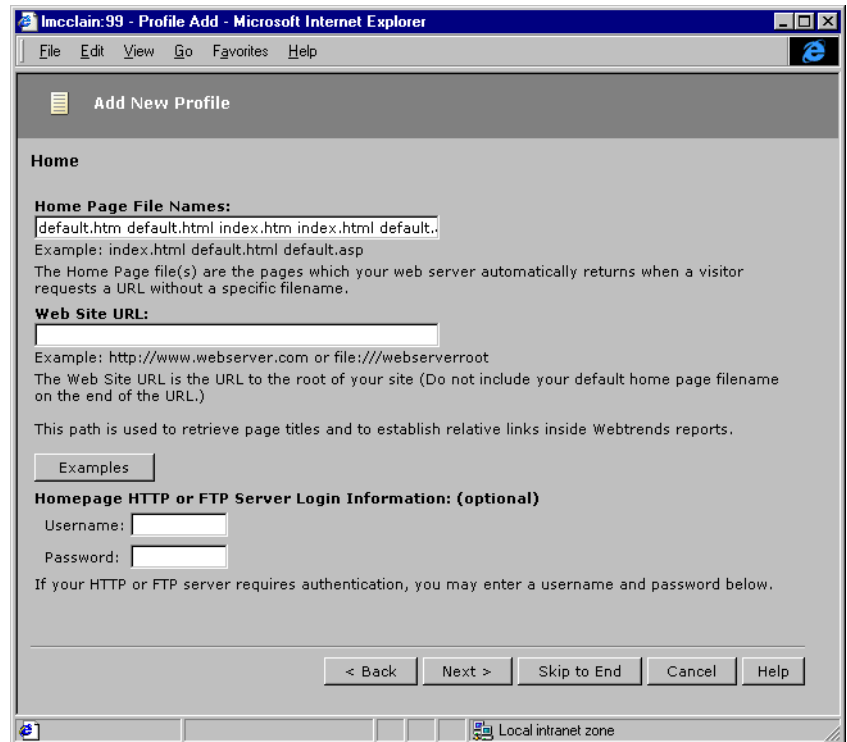 lmcclain:99 - Profile Add - Microsoft Internet Explorer
File Edit View Go Favorites Help
Add New Profile
Home
Home Page File Names:
default.htm default.html index.htm index.html default.
Example: index.html default.html default.asp
The Home Page file(s) are the pages which your web server automatically returns when a visitor
requests a URL without a specific filename.
Web Site URL:
Example: http://www.webserver.com or file:///webserverroot
The Web Site URL is the URL to the root of your site (Do not include your default home page filename
on the end of the URL.)
This path is used to retrieve page titles and to establish relative links inside Webtrends reports.
Examples
Homepage HTTP or FTP Server Login Information: (optional)
Username:
Password:
If your HTTP or FTP server requires authentication, you may enter a username and password below.
< Back Next > Skip to End Cancel Help
Local intranet zone